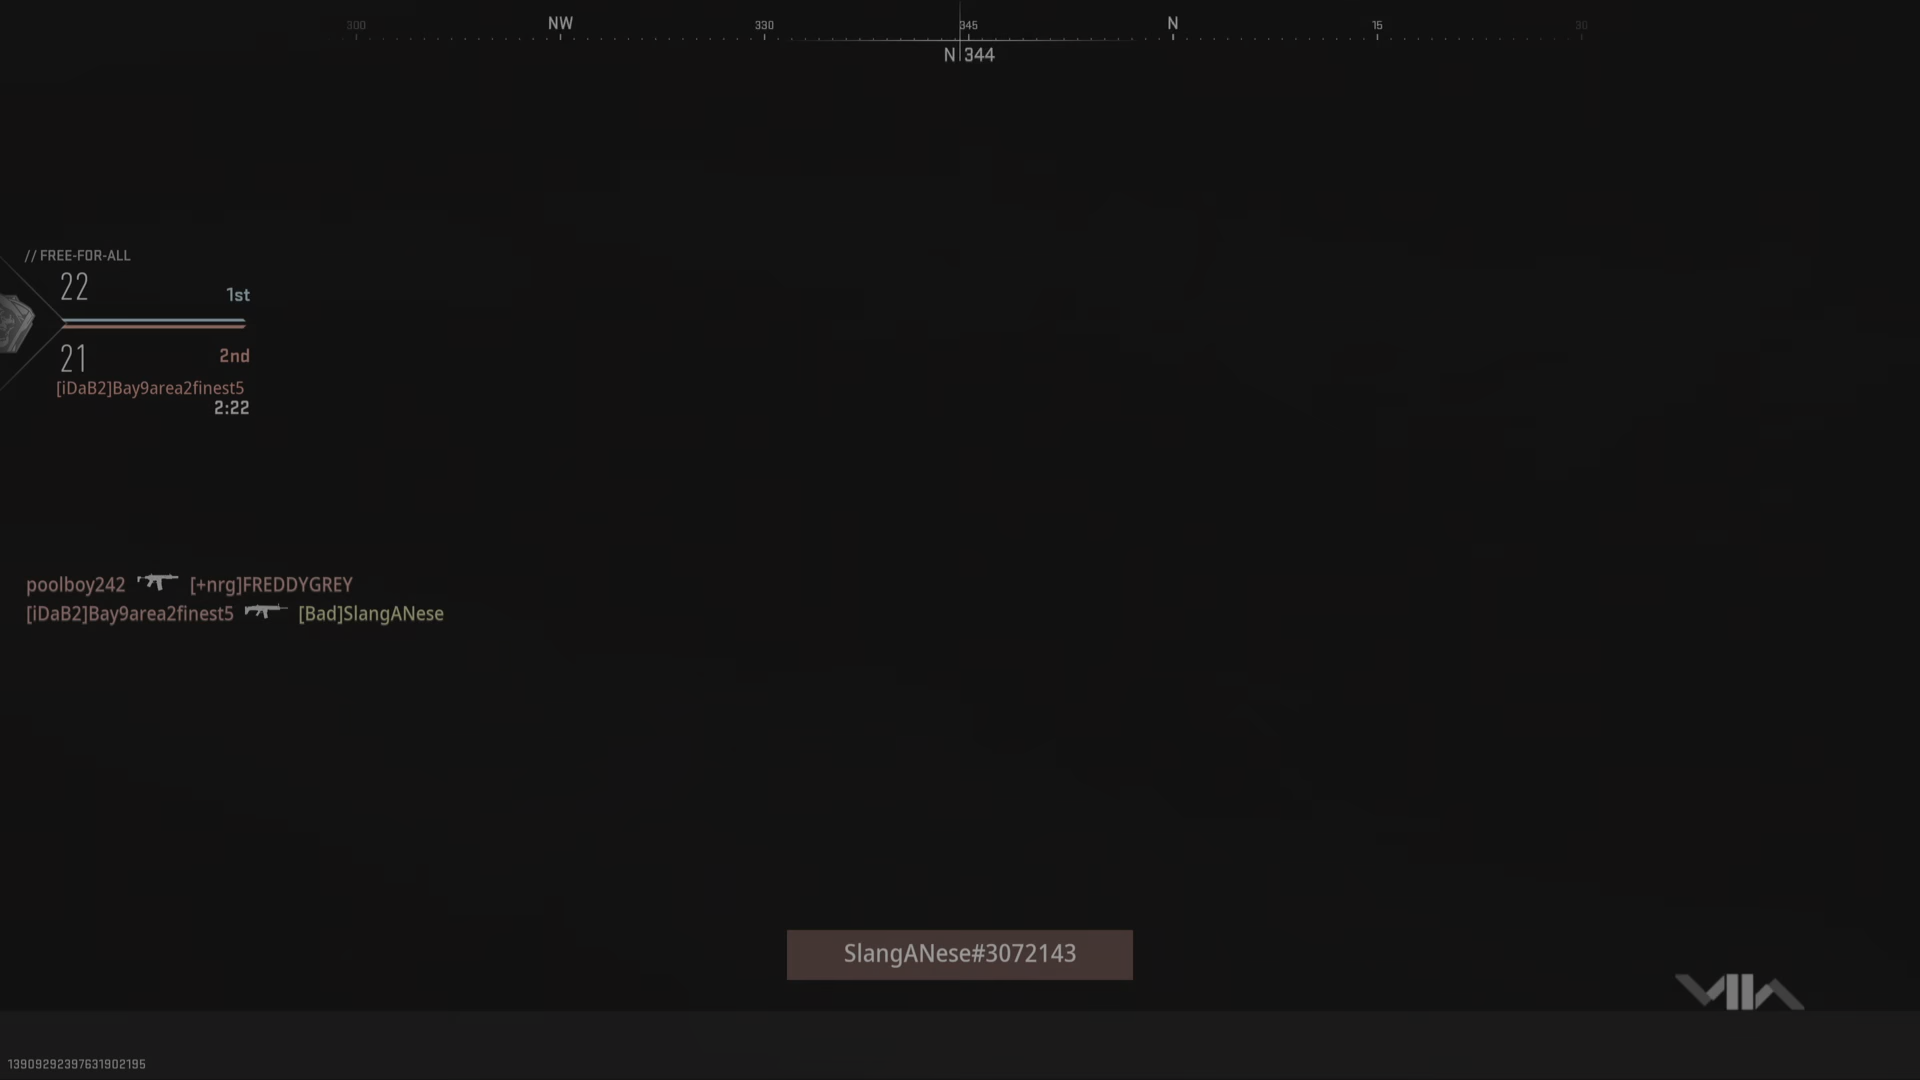 300 NW 330 345 N 15 30
N 344
// FREE-FOR-ALL
22 1st
21 2nd
[iDaB2]Bay9area2finest5
2:22
poolboy242 [+nrg]FREDDYGREY
[iDaB2]Bay9area2finest5 [Bad]SlangANese
SlangANese#3072143
13909292397631902195